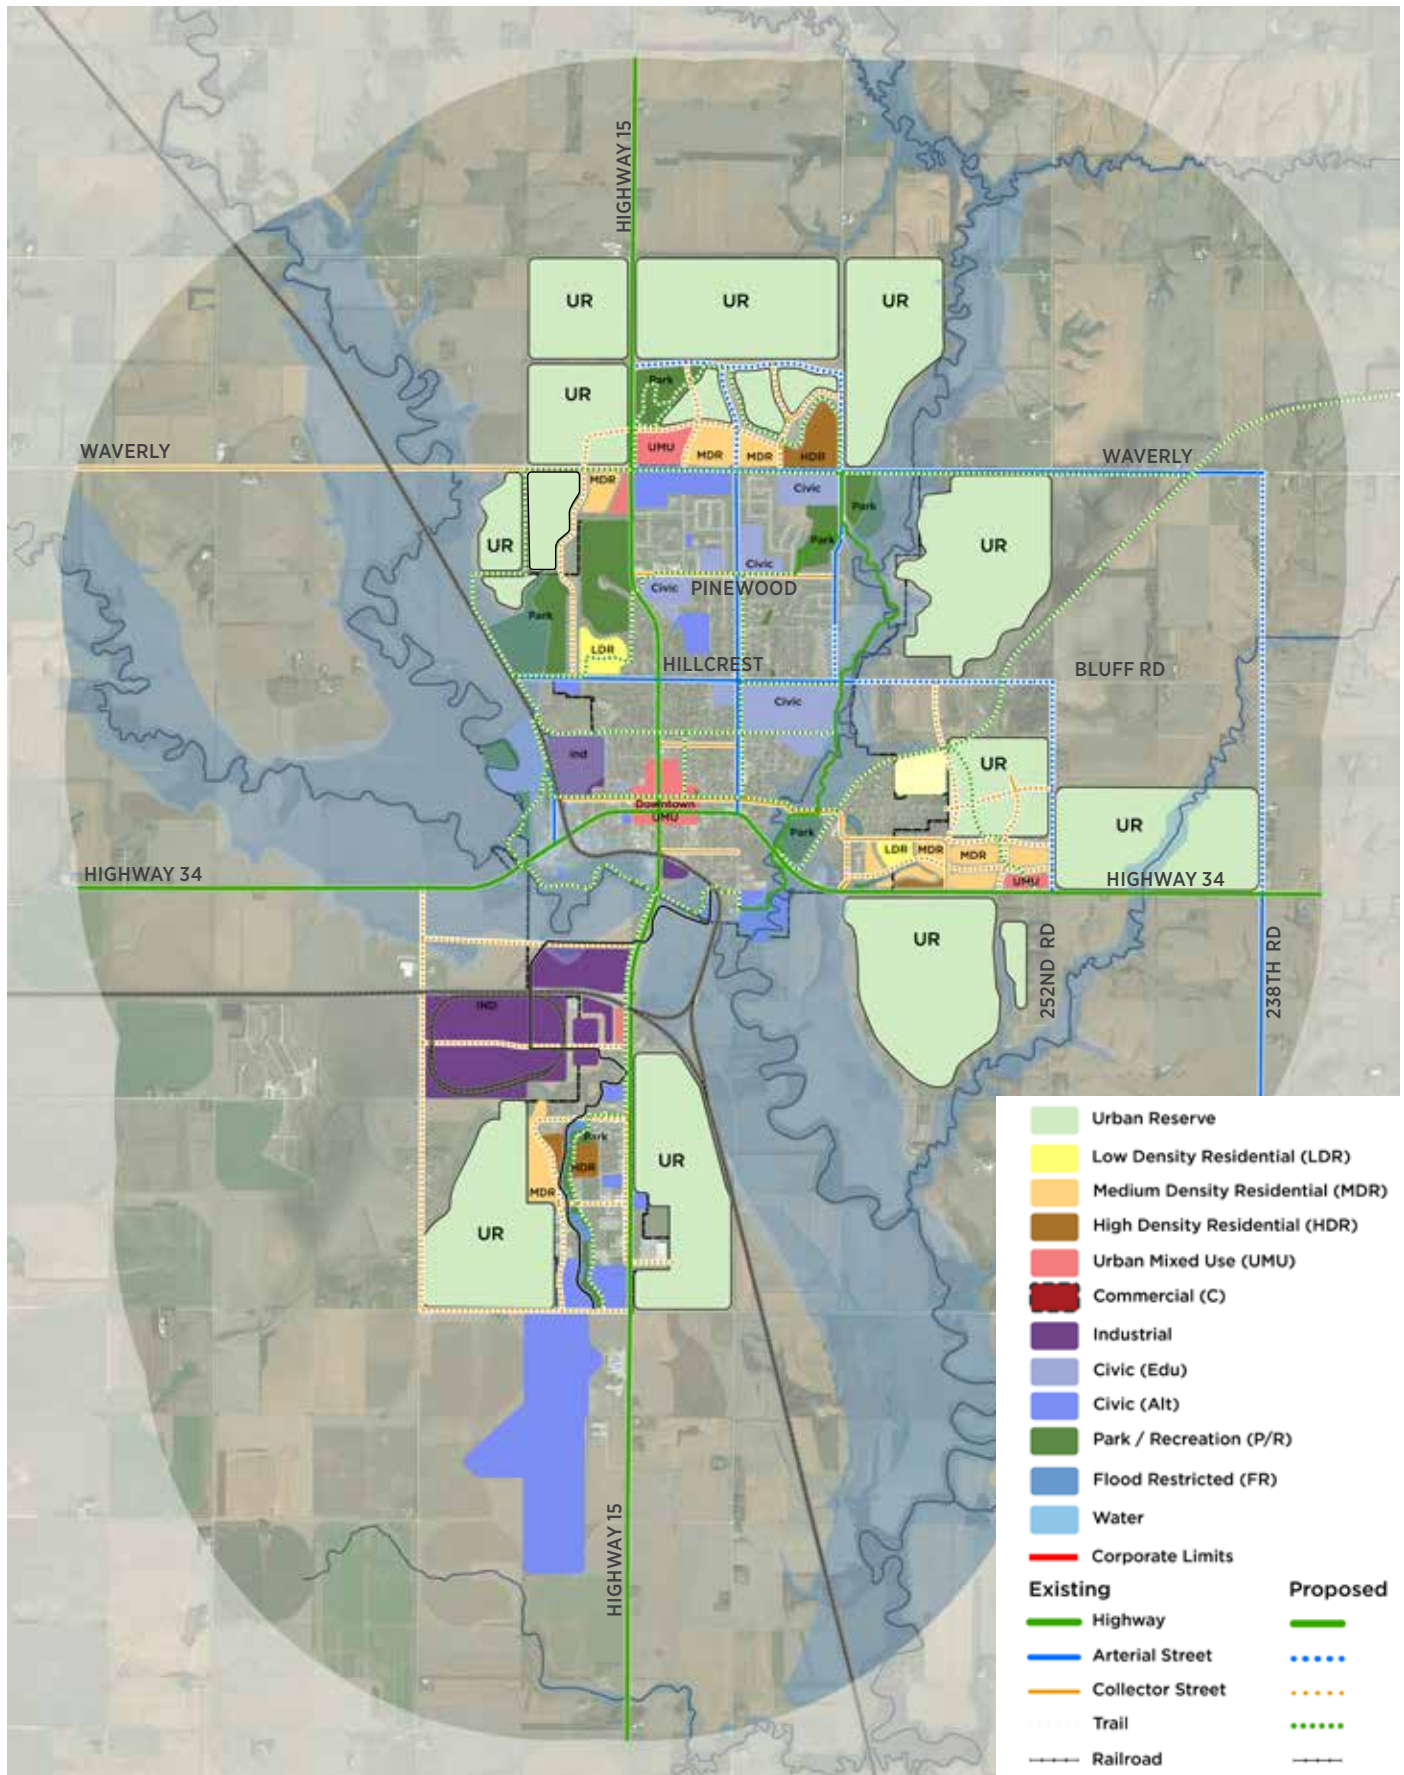 HIGHWAY 15
UR
UR
UR
UR
Park
UMU
MDR
MDR
HDR
WAVERLY
WAVERLY
MDR
Civic
Park
Park
UR
UR
Civic
Civic
PINEWOOD
Park
LDR
HILLCREST
BLUFF RD
Civic
Ind
UR
Downtown
UMU
Park
UR
LDR
MDR
MDR
UMU
HIGHWAY 34
HIGHWAY 34
UR
252ND RD
238TH RD
IND
Park
HDR
MDR
UR
UR
HIGHWAY 15
Urban Reserve
Low Density Residential (LDR)
Medium Density Residential (MDR)
High Density Residential (HDR)
Urban Mixed Use (UMU)
Commercial (C)
Industrial
Civic (Edu)
Civic (Alt)
Park / Recreation (P/R)
Flood Restricted (FR)
Water
Corporate Limits
Existing Proposed
Highway
Arterial Street
Collector Street
Trail
Railroad